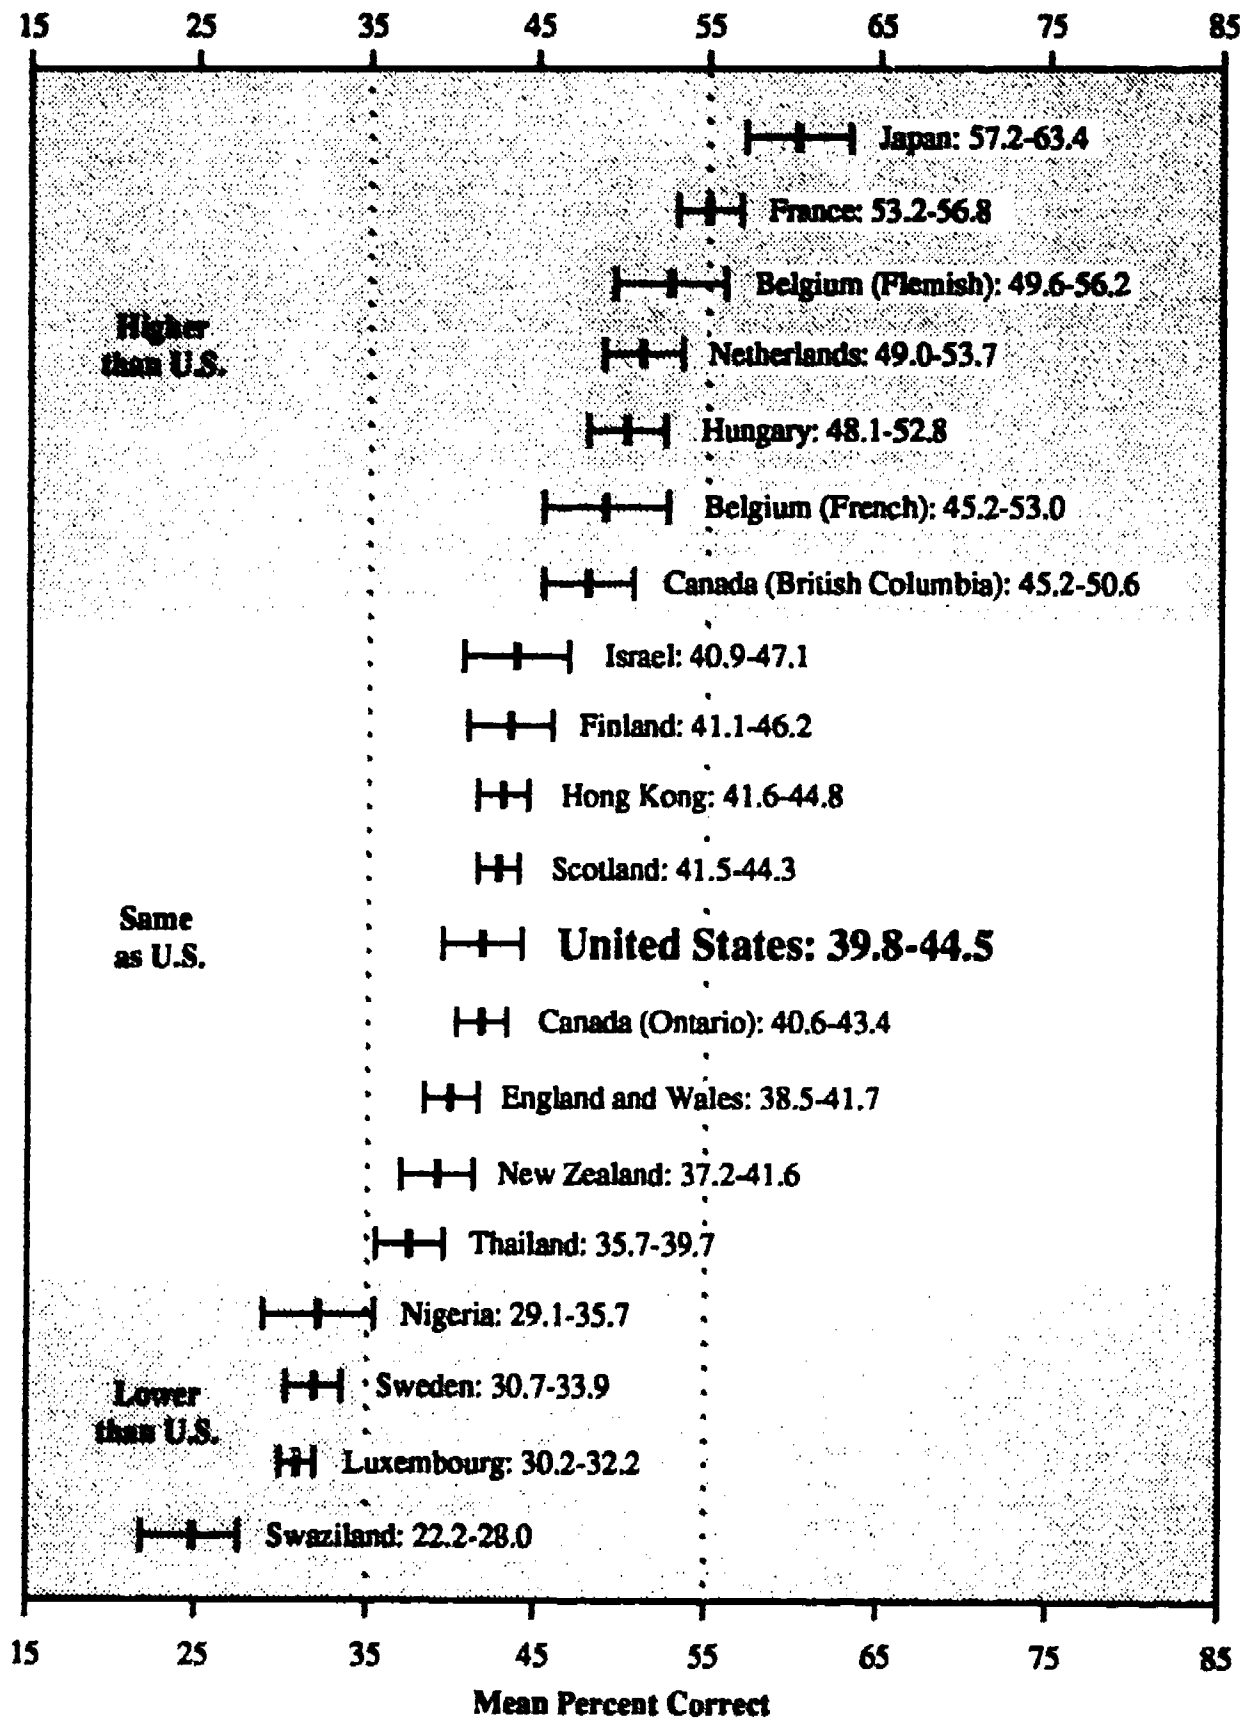 15 25 35 45 55 65 75 85
Japan: 57.2-63.4
France: 53.2-56.8
Belgium (Flemish): 49.6-56.2
Higher
than U.S.
Netherlands: 49.0-53.7
Hungary: 48.1-52.8
Belgium (French): 45.2-53.0
Canada (British Columbia): 45.2-50.6
Israel: 40.9-47.1
Finland: 41.1-46.2
Hong Kong: 41.6-44.8
Scotland: 41.5-44.3
Same
as U.S.
United States: 39.8-44.5
Canada (Ontario): 40.6-43.4
England and Wales: 38.5-41.7
New Zealand: 37.2-41.6
Thailand: 35.7-39.7
Nigeria: 29.1-35.7
Lower
than U.S.
Sweden: 30.7-33.9
Luxembourg: 30.2-32.2
Swaziland: 22.2-28.0
15 25 35 45 55 65 75 85
Mean Percent Correct